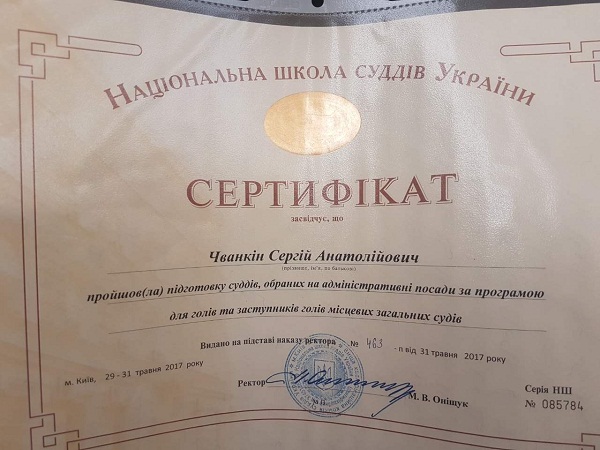 НАЦІОНАЛЬНА ШКОЛА СУДДІВ УКРАЇНИ
СЕРТИФІКАТ
засвідчує, що
Чванкін Сергій Анатолійович
(прізвище, ім'я, по батькові)
пройшов(ла) підготовку суддів, обраних на адміністративні посади за програмою
для голів та заступників голів місцевих загальних судів
Видано на підставі наказу ректора № 463 -п від 31 травня 2017 року
м. Київ, 29-31 травня 2017 року
Ректор М. В. Оніщук
Серія НШ
№ 085784